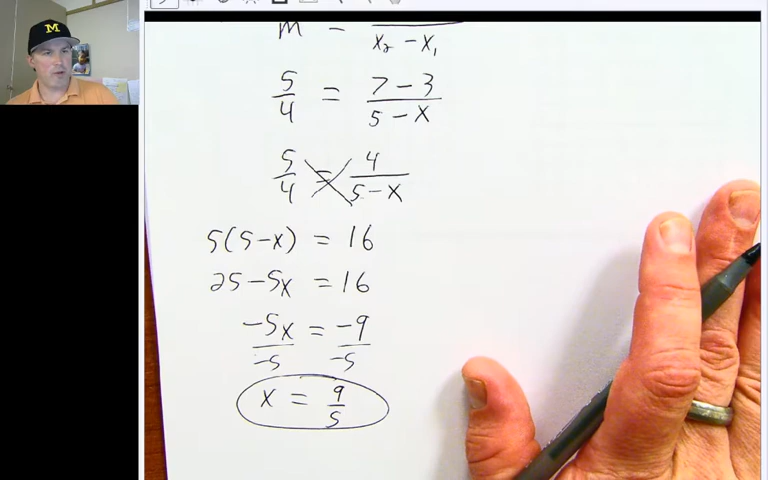 M
m = / x₂ - x₁
5/4 = 7 - 3 / 5 - x
5/4 = 4 / 5 - x
5(5-x) = 16
25 - 5x = 16
-5x / -5 = -9 / -5
x = 9/5